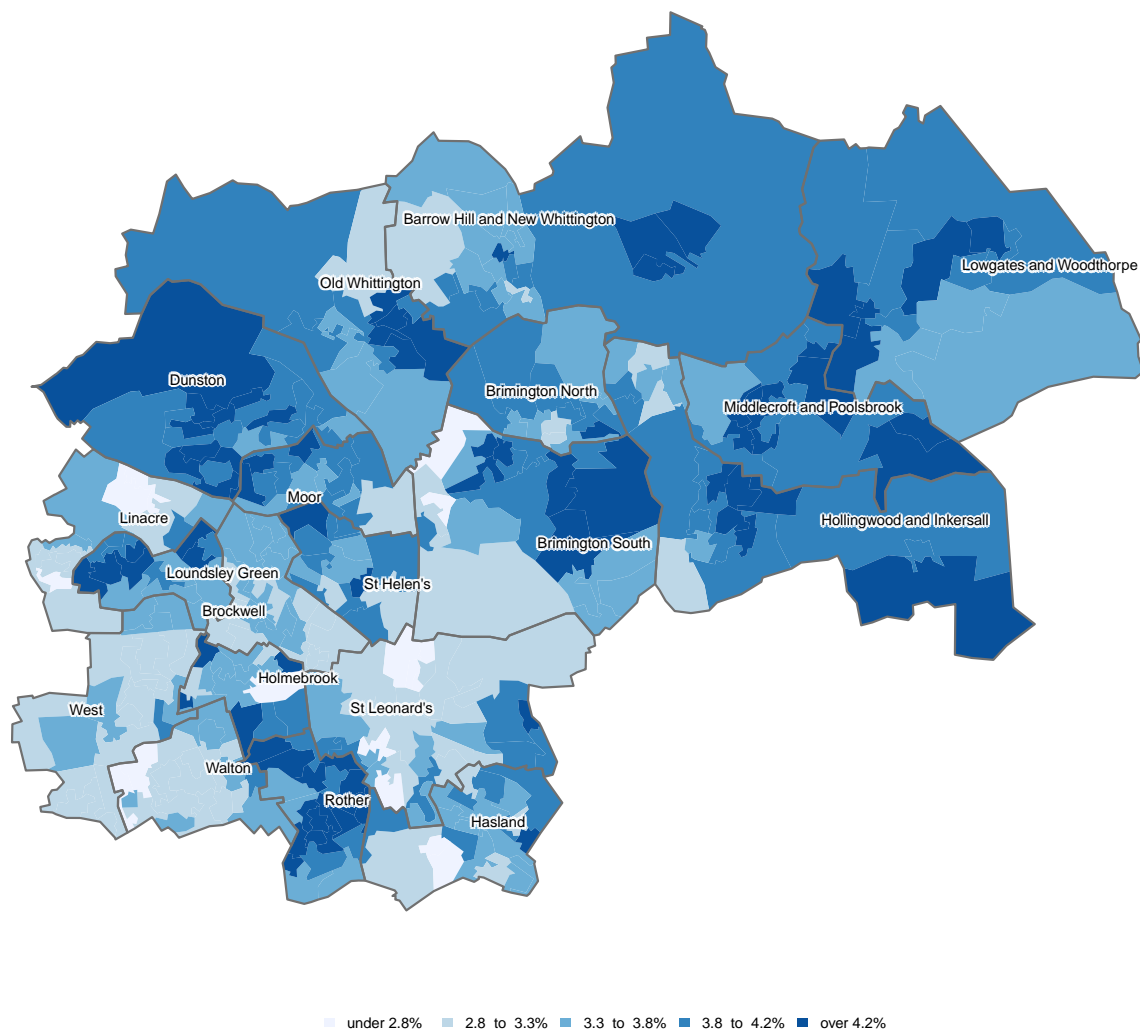 Barrow Hill and New Whittington
Lowgates and Woodthorpe
Old Whittington
Dunston
Brimington North
Middlecroft and Poolsbrook
Moor
Linacre
Hollingwood and Inkersall
Brimington South
Loundsley Green
St Helen's
Brockwell
Holmebrook
West
St Leonard's
Walton
Rother
Hasland
under 2.8% 2.8 to 3.3% 3.3 to 3.8% 3.8 to 4.2% over 4.2%